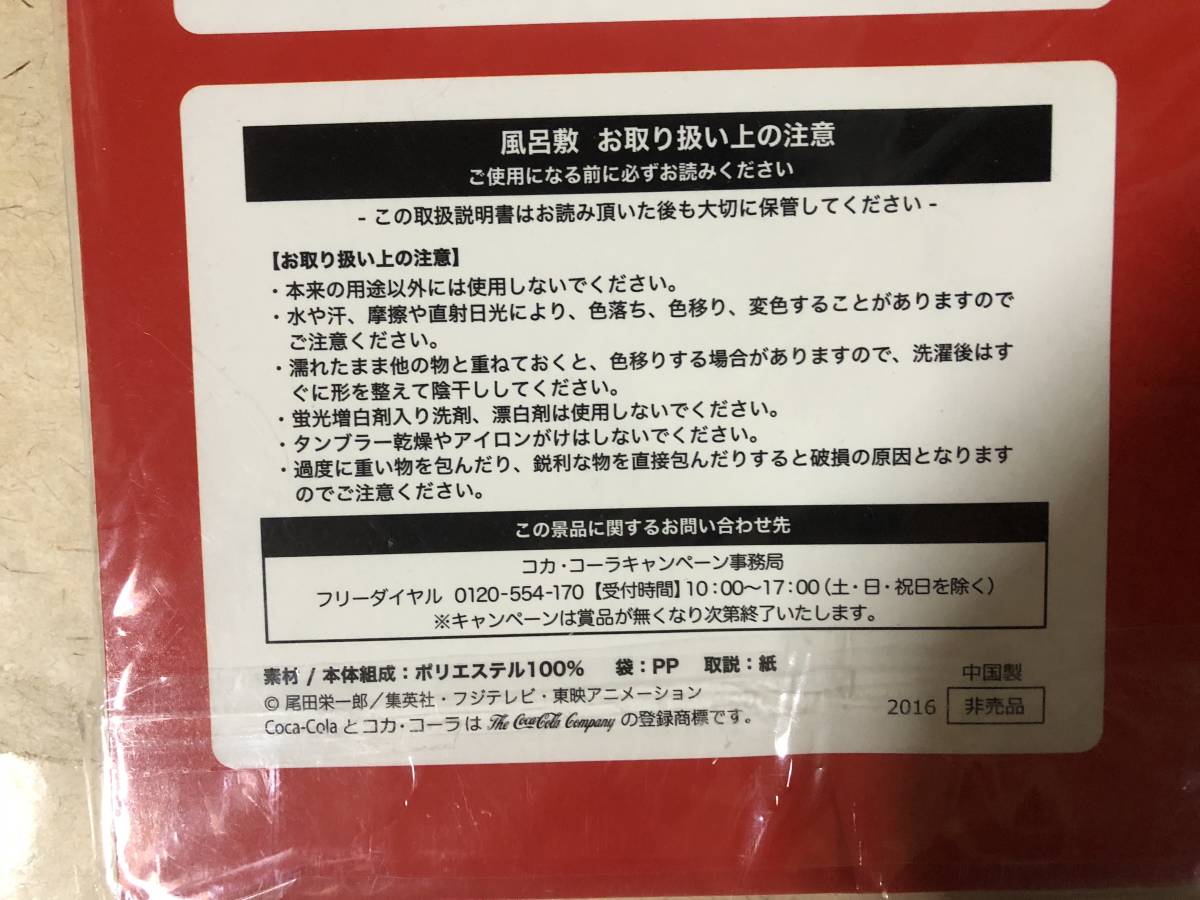 風呂敷 お取り扱い上の注意
ご使用になる前に必ずお読みください
- この取扱説明書はお読み頂いた後も大切に保管してください -
【お取り扱い上の注意】
・本来の用途以外には使用しないでください。
・水や汗、摩擦や直射日光により、色落ち、色移り、変色することがありますので
ご注意ください。
・濡れたまま他の物と重ねておくと、色移りする場合がありますので、洗濯後はす
ぐに形を整えて陰干ししてください。
・蛍光増白剤入り洗剤、漂白剤は使用しないでください。
・タンブラー乾燥やアイロンがけはしないでください。
・過度に重い物を包んだり、鋭利な物を直接包んだりすると破損の原因となります
のでご注意ください。
この景品に関するお問い合わせ先
コカ・コーラキャンペーン事務局
フリーダイヤル 0120-554-170【受付時間】10:00〜17:00(土・日・祝日を除く)
※キャンペーンは賞品が無くなり次第終了いたします。
素材 / 本体組成:ポリエステル100% 袋:PP 取説:紙
中国製
© 尾田栄一郎/集英社・フジテレビ・東映アニメーション
2016 非売品
Coca-Colaとコカ・コーラは The Coca-Cola Company の登録商標です。